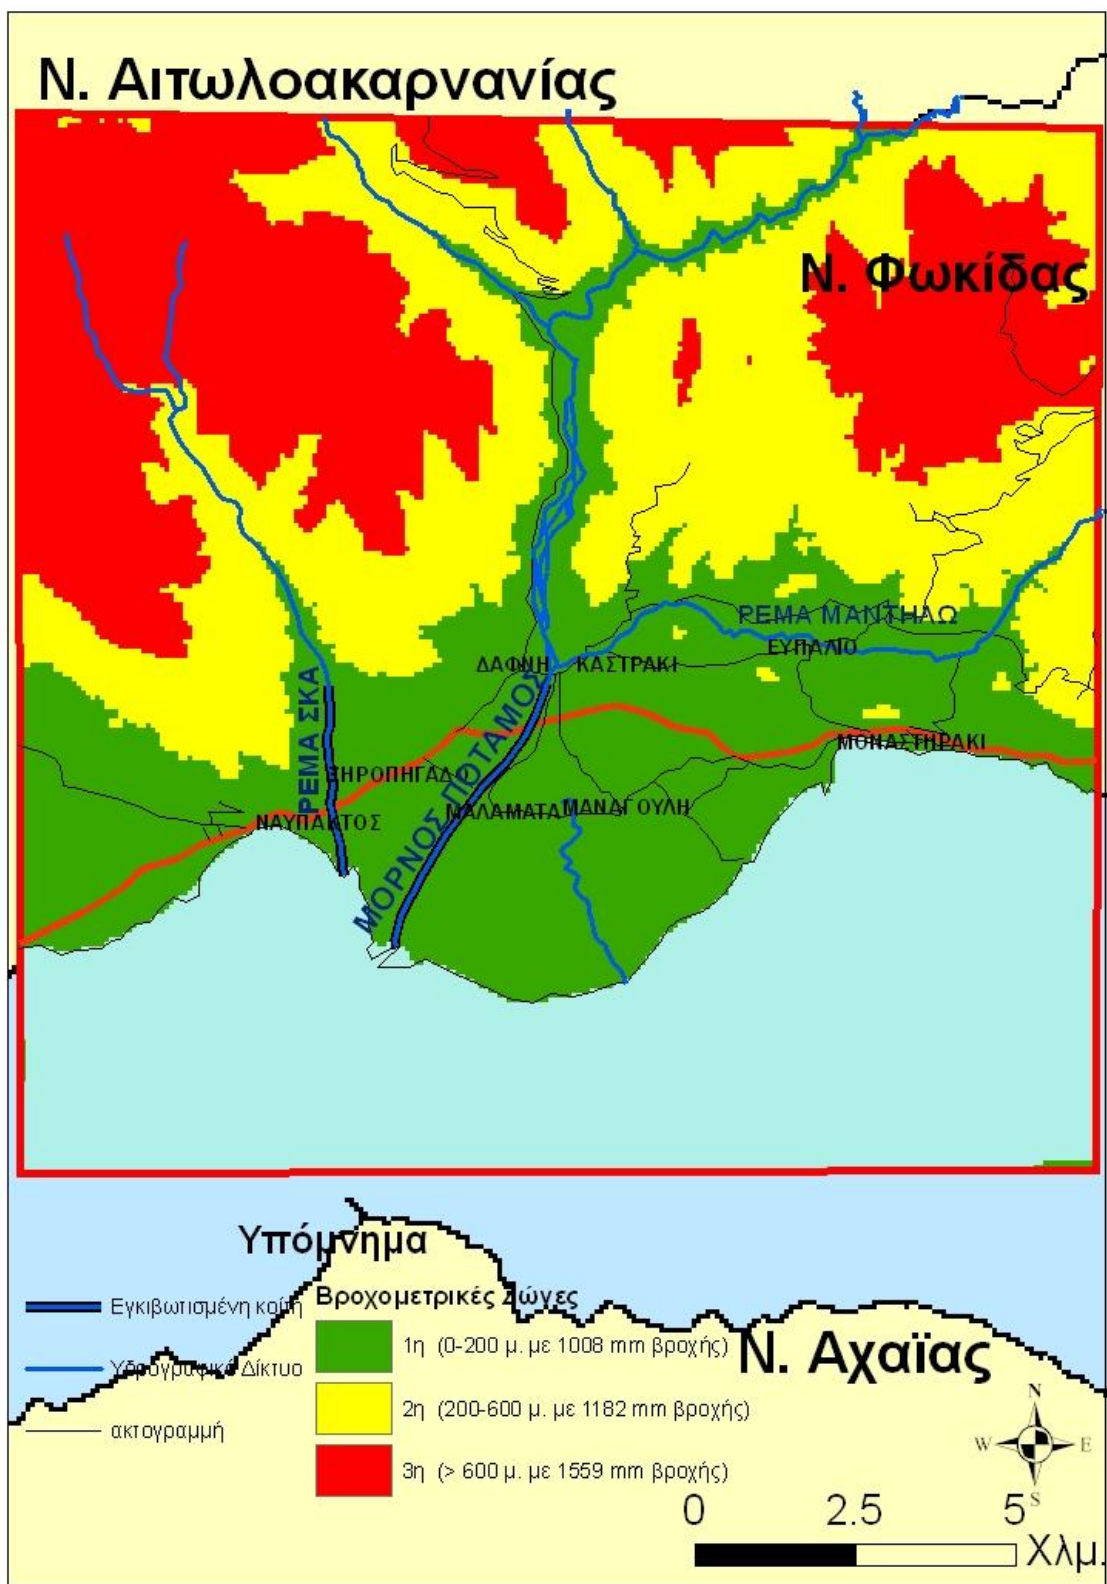 Ν. Αιτωλοακαρνανίας
Ν. Φωκίδας
ΡΕΜΑ ΜΑΝΤΗΛΩ
ΕΥΠΑΛΙΟ
ΔΑΦΝΗ
ΚΑΣΤΡΑΚΙ
ΡΕΜΑ ΣΚΑ
ΜΟΡΝΟΣ ΠΟΤΑΜΟΣ
ΜΟΝΑΣΤΗΡΑΚΙ
ΞΗΡΟΠΗΓΑΔΟ
ΝΑΥΠΑΚΤΟΣ
ΜΑΛΑΜΑΤΑ
ΜΑΝΑΓΟΥΛΗ
Υπόμνημα
Εγκιβωτισμένη κοίτη
Υδρογραφικό Δίκτυο
ακτογραμμή
Βροχομετρικές Ζώνες
1η (0-200 μ. με 1008 mm βροχής)
2η (200-600 μ. με 1182 mm βροχής)
3η (> 600 μ. με 1559 mm βροχής)
Ν. Αχαΐας
N
W E
S
0 2.5 5
Χλμ.